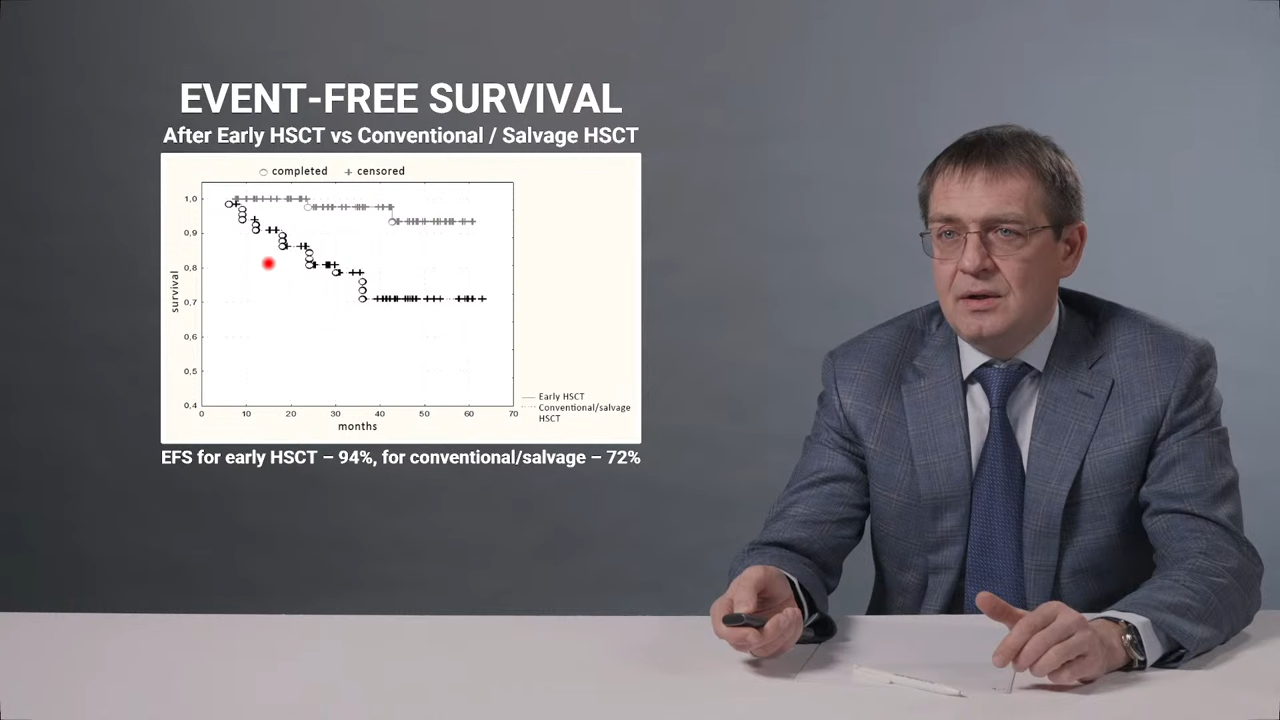 EVENT-FREE SURVIVAL
After Early HSCT vs Conventional / Salvage HSCT
completed censored
survival
1,0
0,9
0,8
0,7
0,6
0,5
0,4
0 10 20 30 40 50 60 70
months
Early HSCT
Conventional/salvage
HSCT
EFS for early HSCT – 94%, for conventional/salvage – 72%